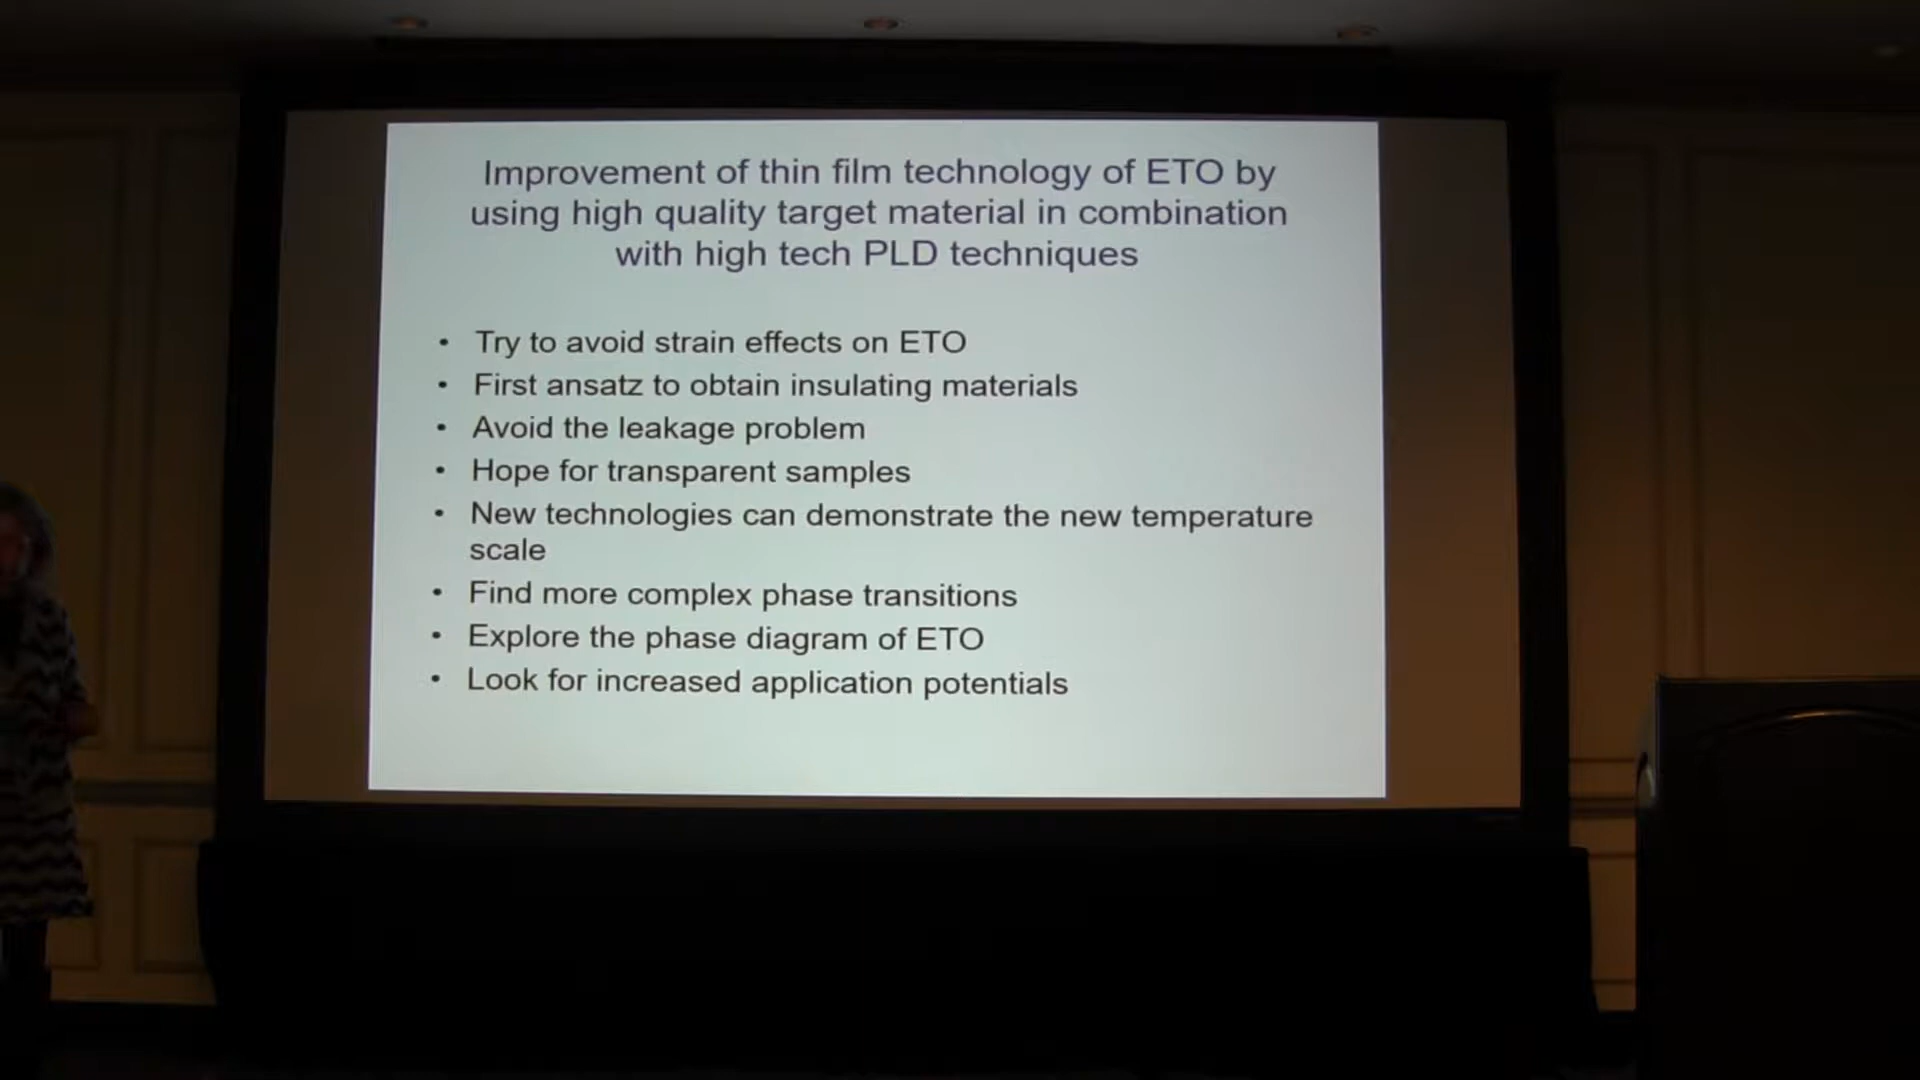 Improvement of thin film technology of ETO by
using high quality target material in combination
with high tech PLD techniques
• Try to avoid strain effects on ETO
• First ansatz to obtain insulating materials
• Avoid the leakage problem
• Hope for transparent samples
• New technologies can demonstrate the new temperature
scale
• Find more complex phase transitions
• Explore the phase diagram of ETO
• Look for increased application potentials